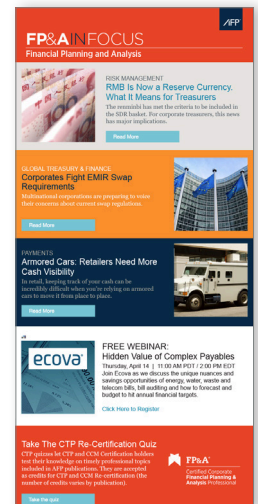 AFP
FP&AINFOCUS
Financial Planning and Analysis
RISK MANAGEMENT
RMB Is Now a Reserve Currency.
What It Means for Treasurers
The renminbi has met the criteria to be included in
the SDR basket. For corporate treasurers, this news
has major implications.
Read More
GLOBAL TREASURY & FINANCE
Corporates Fight EMIR Swap
Requirements
Multinational corporations are preparing to voice
their concerns about current swap regulations.
Read More
PAYMENTS
Armored Cars: Retailers Need More
Cash Visibility
In retail, keeping track of your cash can be
incredibly difficult when you're relying on armored
cars to move it from place to place.
Read More
ecova
FREE WEBINAR:
Hidden Value of Complex Payables
Thursday, April 14 | 11:00 AM PDT / 2:00 PM EDT
Join Ecova as we discuss the unique nuances and
savings opportunities of energy, water, waste and
telecom bills, bill auditing and how to forecast and
budget to hit annual financial targets.
Click Here to Register
Take The CTP Re-Certification Quiz
CTP quizzes let CTP and CCM Certification holders
test their knowledge on timely professional topics
included in AFP publications. They are accepted
as credits for CTP and CCM Re-certification (the
number of credits varies by publication).
Take the quiz
FP&A
Certified Corporate
Financial Planning &
Analysis Professional